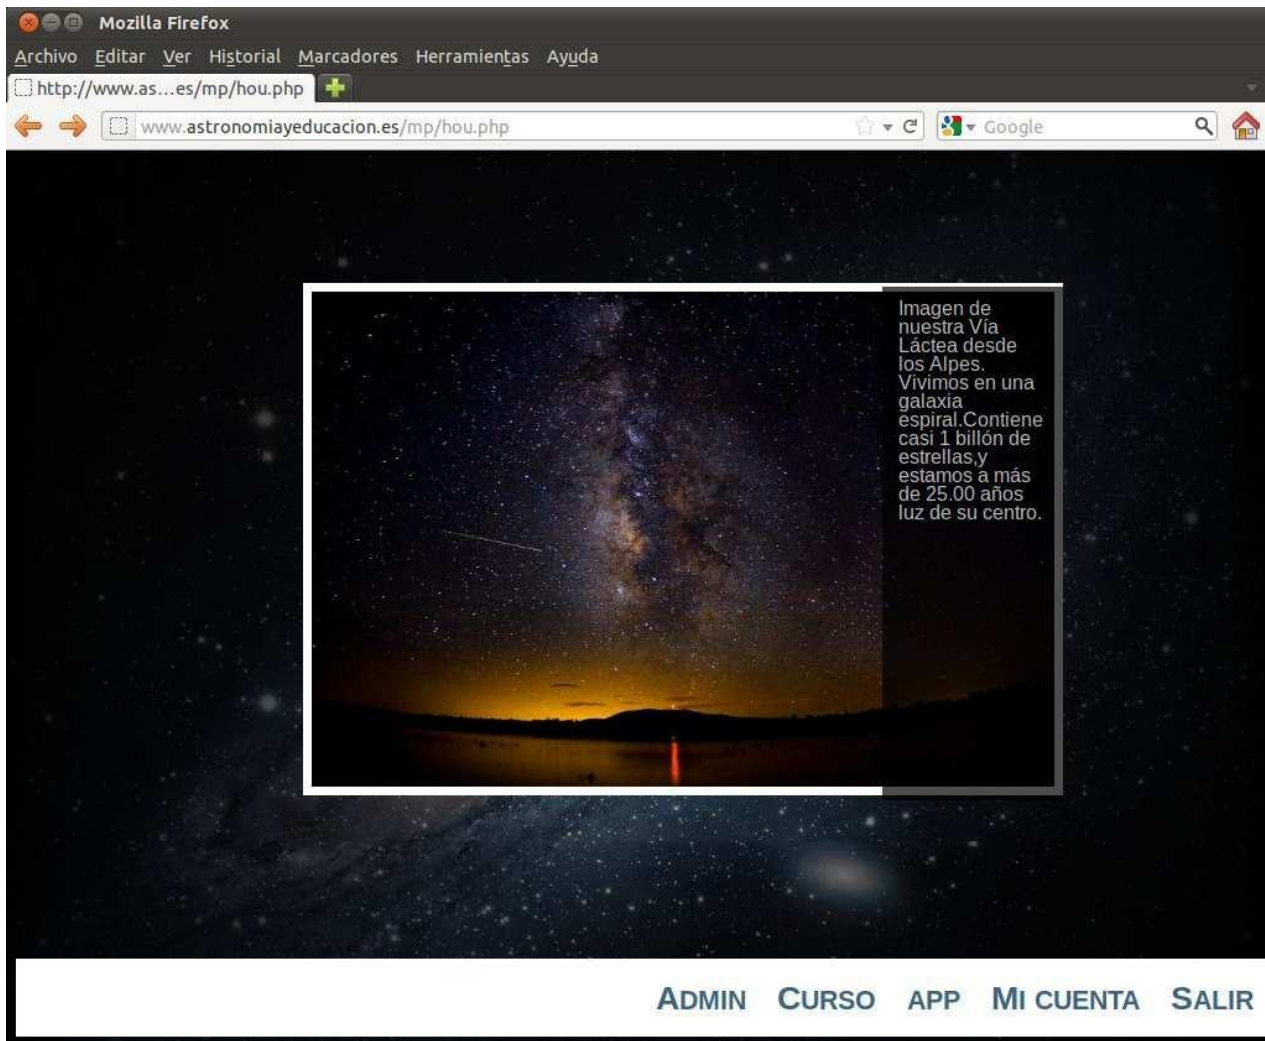 Mozilla Firefox
Archivo Editar Ver Historial Marcadores Herramientas Ayuda
http://www.as...es/mp/hou.php
www.astronomiayeducacion.es/mp/hou.php Google
Imagen de
nuestra Vía
Láctea desde
los Alpes.
Vivimos en una
galaxia
espiral.Contiene
casi 1 billón de
estrellas,y
estamos a más
de 25.00 años
luz de su centro.
ADMIN CURSO APP MI CUENTA SALIR